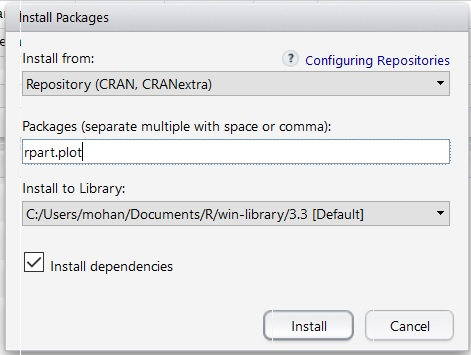 Install Packages
Install from:
? Configuring Repositories
Repository (CRAN, CRANextra)
Packages (separate multiple with space or comma):
rpart.plot
Install to Library:
C:/Users/mohan/Documents/R/win-library/3.3 [Default]
Install dependencies
Install
Cancel